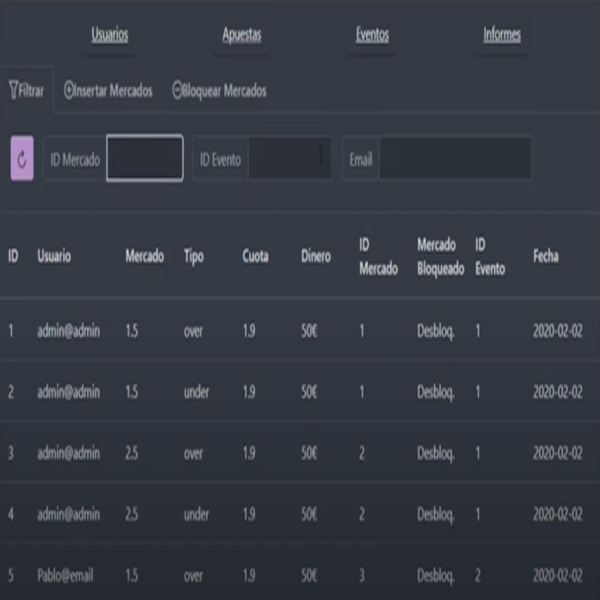 Usuarios Apuestas Eventos Informes
Filtrar Insertar Mercados Bloquear Mercados
ID Mercado ID Evento Email
ID Usuario Mercado Tipo Cuota Dinero ID Mercado Mercado Bloqueado ID Evento Fecha
1 admin@admin 1.5 over 1.9 50€ 1 Desbloq. 1 2020-02-02
2 admin@admin 1.5 under 1.9 50€ 1 Desbloq. 1 2020-02-02
3 admin@admin 2.5 over 1.9 50€ 2 Desbloq. 1 2020-02-02
4 admin@admin 2.5 under 1.9 50€ 2 Desbloq. 1 2020-02-02
5 Pablo@email 1.5 over 1.9 50€ 3 Desbloq. 2 2020-02-02